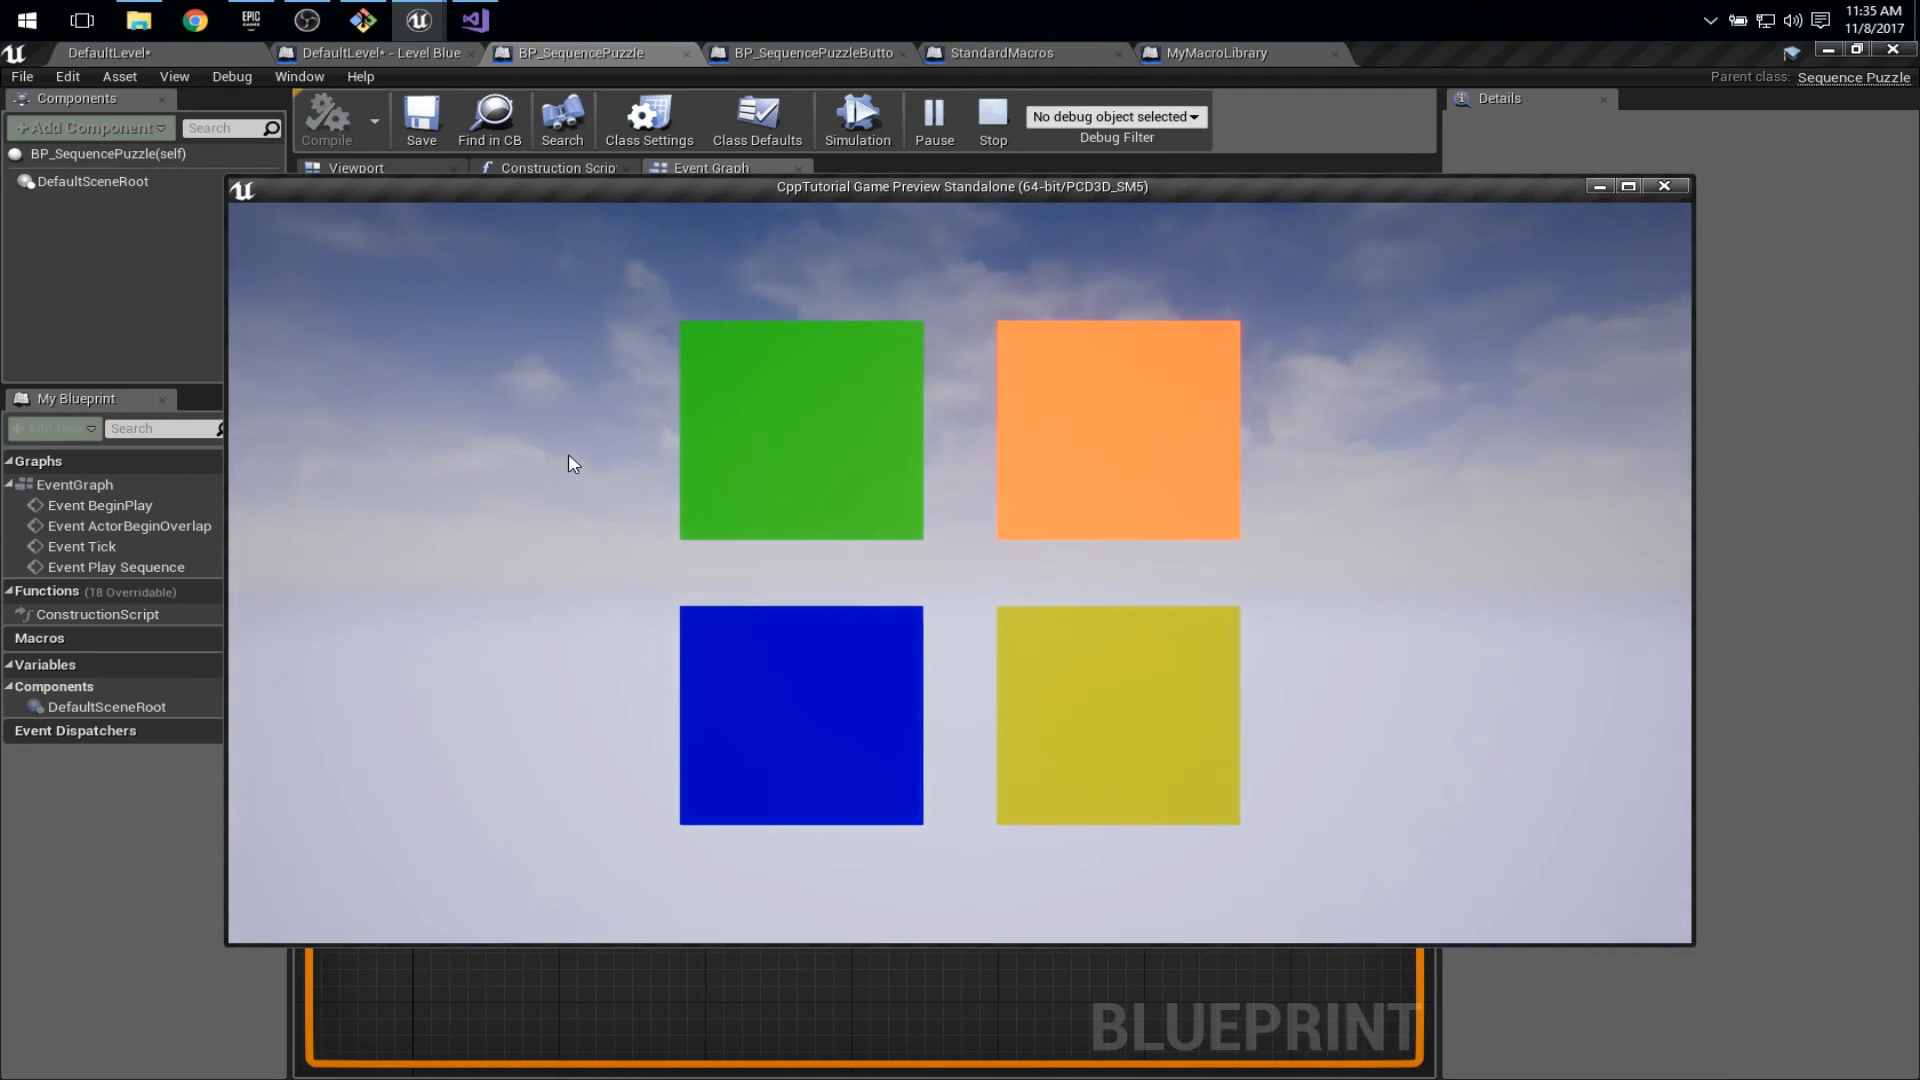 EPIC
GAMES
11:35 AM
11/8/2017
DefaultLevel*
DefaultLevel* - Level Blue
BP_SequencePuzzle
BP_SequencePuzzleButto
StandardMacros
MyMacroLibrary
File Edit Asset View Debug Window Help
Parent class: Sequence Puzzle
Components
Add Component
Search
BP_SequencePuzzle(self)
DefaultSceneRoot
Compile
Save
Find in CB
Search
Class Settings
Class Defaults
Simulation
Pause
Stop
No debug object selected
Debug Filter
Details
Viewport
Construction Scrip
Event Graph
CppTutorial Game Preview Standalone (64-bit/PCD3D_SM5)
My Blueprint
Add New
Search
Graphs
EventGraph
Event BeginPlay
Event ActorBeginOverlap
Event Tick
Event Play Sequence
Functions (18 Overridable)
ConstructionScript
Macros
Variables
Components
DefaultSceneRoot
Event Dispatchers
BLUEPRINT